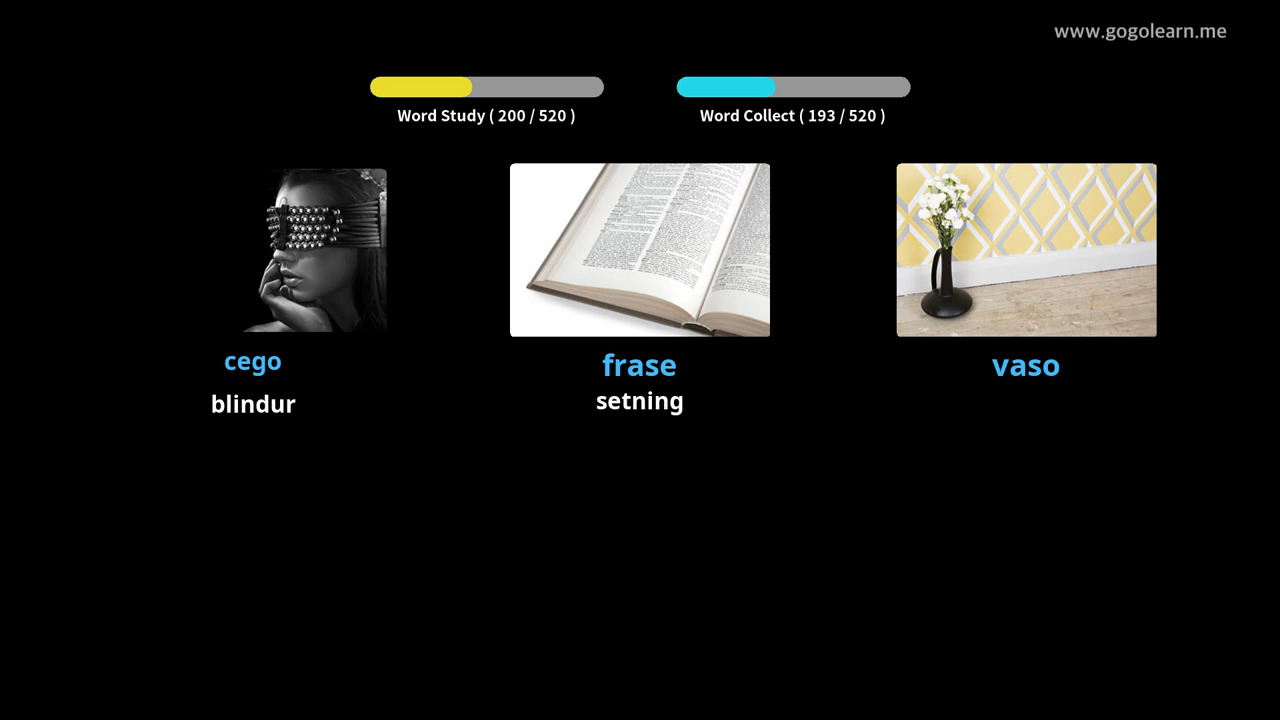 www.gogolearn.me
Word Study ( 200 / 520 )
Word Collect ( 193 / 520 )
cego
blindur
frase
setning
vaso